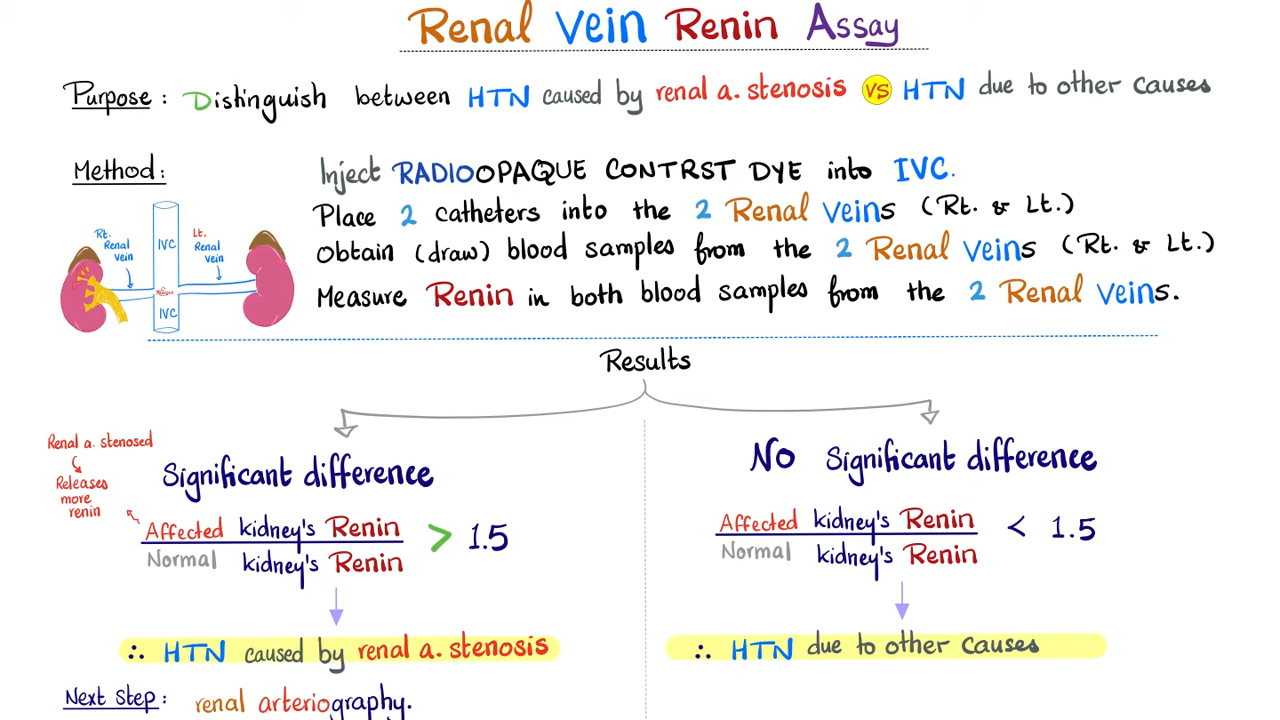 Renal Vein Renin Assay
Purpose: Distinguish between HTN caused by renal a. stenosis VS HTN due to other causes
Method:
Inject RADIOOPAQUE CONTRST DYE into IVC.
Place 2 catheters into the 2 Renal veins (Rt. & Lt.)
Obtain (draw) blood samples from the 2 Renal veins (Rt. & Lt.)
Measure Renin in both blood samples from the 2 Renal veins.
Rt. Renal vein
IVC
Lt. Renal vein
IVC
Results
Renal a. stenosed
Releases
more
renin
Significant difference
Affected kidney's Renin
Normal kidney's Renin
> 1.5
∴ HTN caused by renal a. stenosis
Next Step: renal arteriography.
No Significant difference
Affected kidney's Renin
Normal kidney's Renin
< 1.5
∴ HTN due to other causes